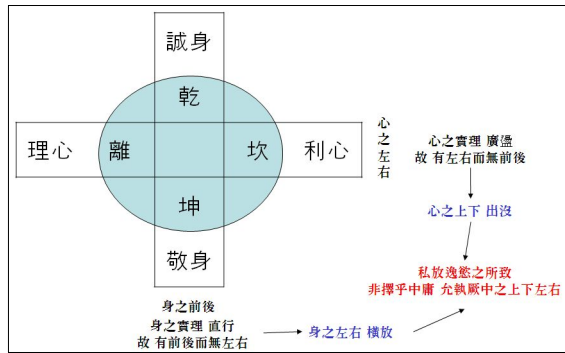 誠身
乾
理心 離 坎 利心
坤
敬身
心之左右
心之實理 廣盪
故 有左右而無前後
心之上下 出沒
私放逸慾之所致
非擇乎中庸 允執厥中之上下左右
身之前後
身之實理 直行
故 有前後而無左右
身之左右 橫放